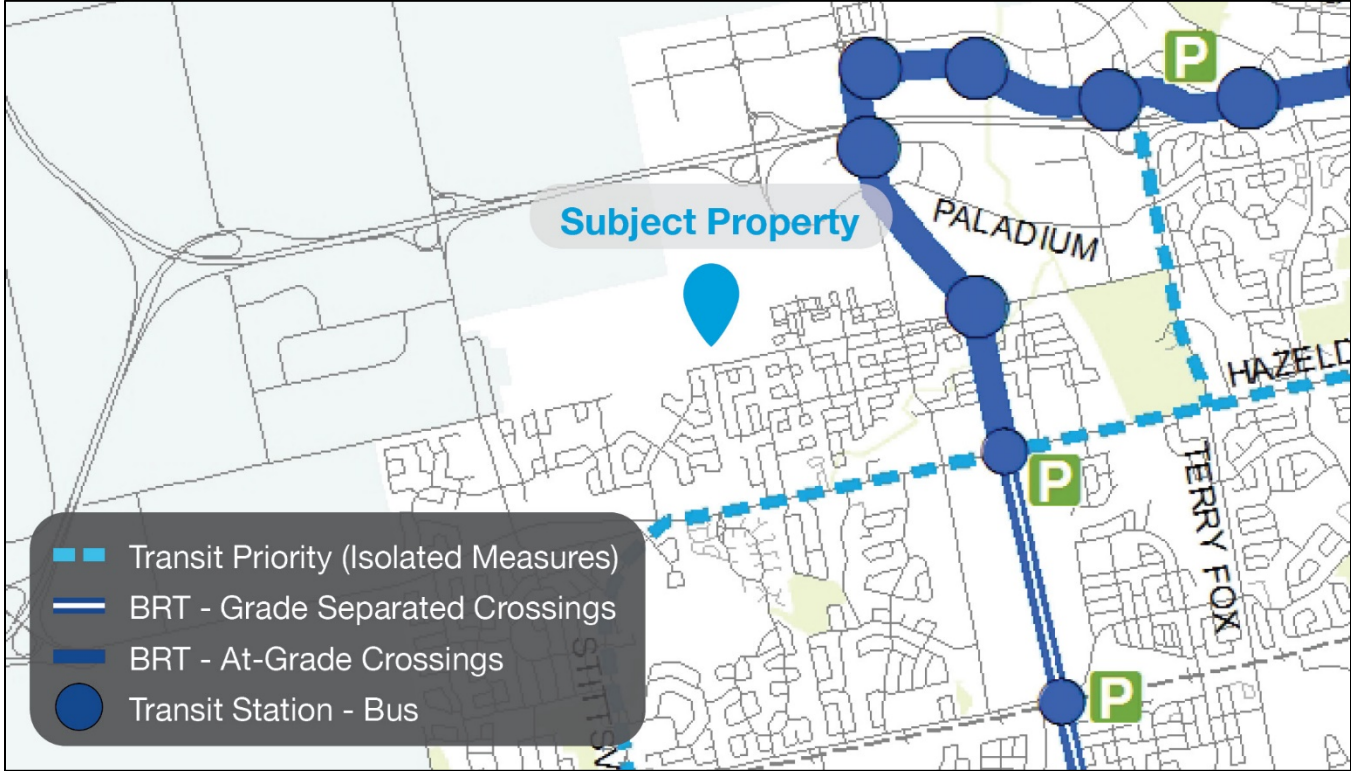 P
Subject Property
PALADIUM
HAZELD
P
TERRY FOX
Transit Priority (Isolated Measures)
BRT - Grade Separated Crossings
BRT - At-Grade Crossings
Transit Station - Bus
STITTSV
P